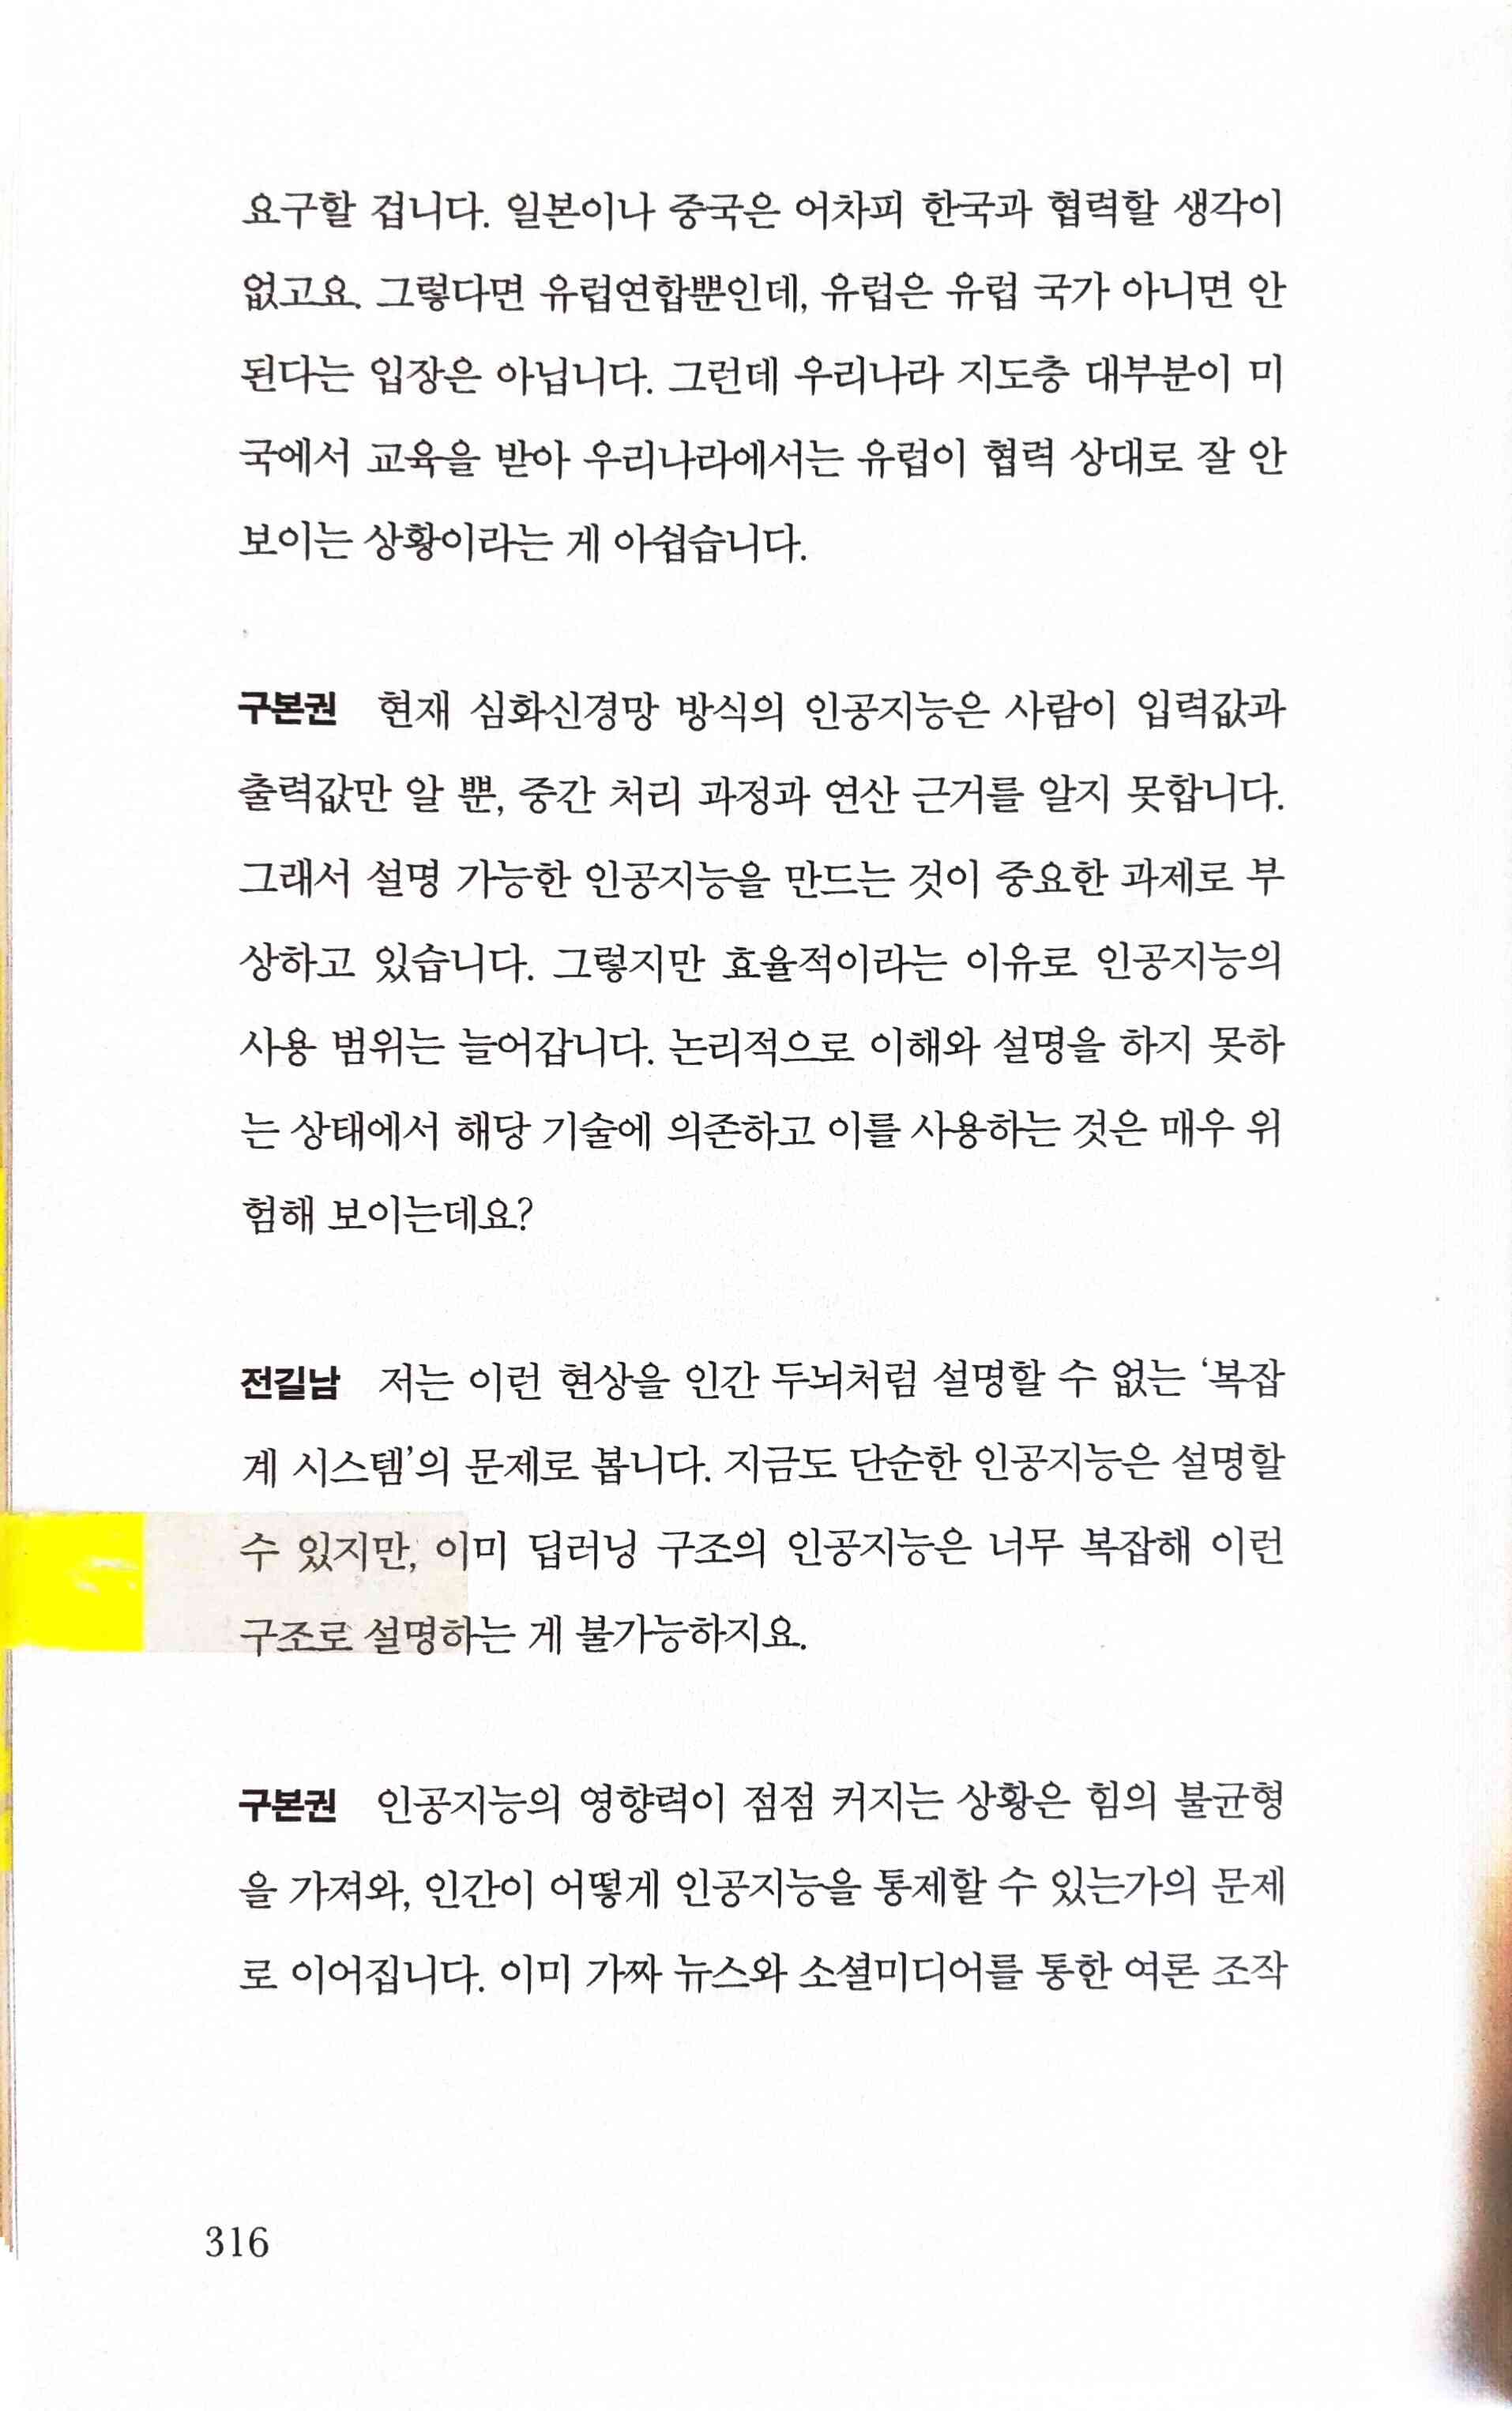 요구할 겁니다. 일본이나 중국은 어차피 한국과 협력할 생각이
없고요. 그렇다면 유럽연합뿐인데, 유럽은 유럽 국가 아니면 안
된다는 입장은 아닙니다. 그런데 우리나라 지도층 대부분이 미
국에서 교육을 받아 우리나라에서는 유럽이 협력 상대로 잘 안
보이는 상황이라는 게 아쉽습니다.
구본권 현재 심화신경망 방식의 인공지능은 사람이 입력값과
출력값만 알 뿐, 중간 처리 과정과 연산 근거를 알지 못합니다.
그래서 설명 가능한 인공지능을 만드는 것이 중요한 과제로 부
상하고 있습니다. 그렇지만 효율적이라는 이유로 인공지능의
사용 범위는 늘어갑니다. 논리적으로 이해와 설명을 하지 못하
는 상태에서 해당 기술에 의존하고 이를 사용하는 것은 매우 위
험해 보이는데요?
전길남 저는 이런 현상을 인간 두뇌처럼 설명할 수 없는 ‘복잡
계 시스템’의 문제로 봅니다. 지금도 단순한 인공지능은 설명할
수 있지만, 이미 딥러닝 구조의 인공지능은 너무 복잡해 이런
구조로 설명하는 게 불가능하지요.
구본권 인공지능의 영향력이 점점 커지는 상황은 힘의 불균형
을 가져와, 인간이 어떻게 인공지능을 통제할 수 있는가의 문제
로 이어집니다. 이미 가짜 뉴스와 소셜미디어를 통한 여론 조작
316